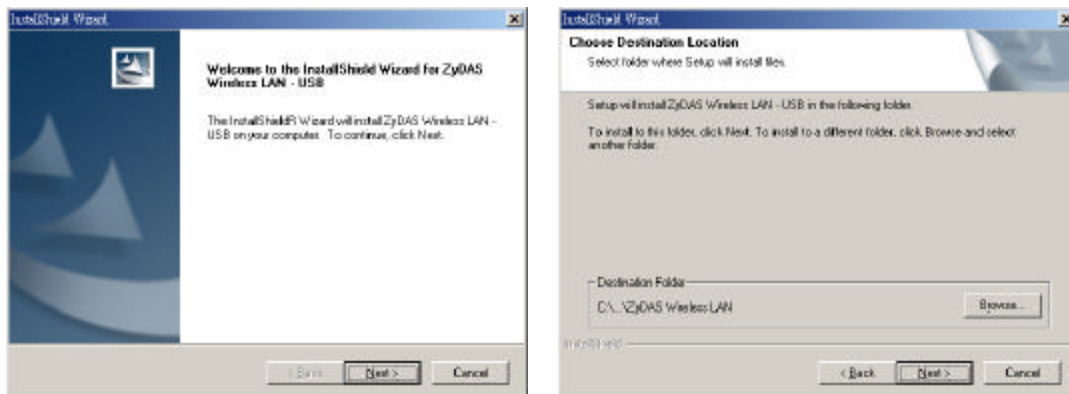 InstallShield Wizard
Welcome to the InstallShield Wizard for ZyDAS
Wireless LAN - USB
The InstallShieldR Wizard will install ZyDAS Wireless LAN -
USB on your computer. To continue, click Next.
< Back
Next >
Cancel
InstallShield Wizard
Choose Destination Location
Select folder where Setup will install files.
Setup will install ZyDAS Wireless LAN - USB in the following folder.
To install to this folder, click Next. To install to a different folder, click Browse and select
another folder.
Destination Folder
C:\...\ZyDAS Wireless LAN
Browse...
InstallShield
< Back
Next >
Cancel